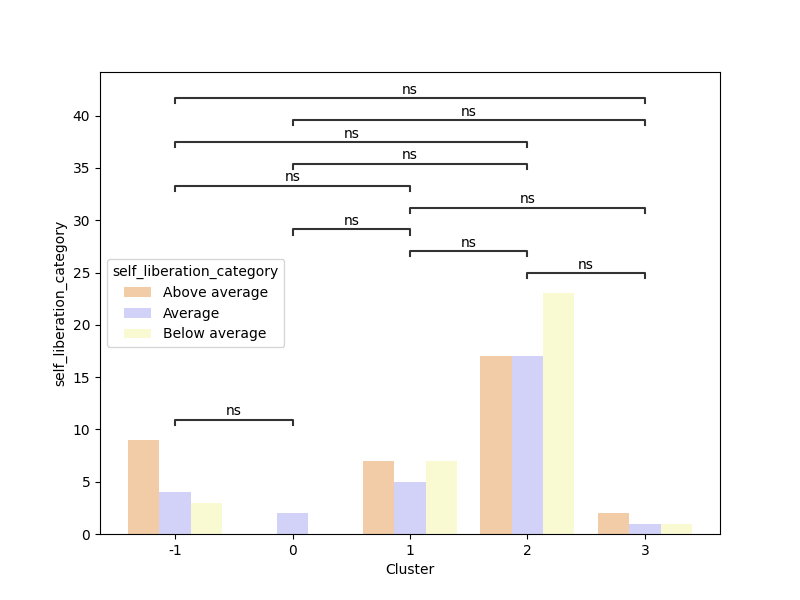 ns
ns
ns
ns
ns
ns
ns
ns
ns
ns
40
35
30
25
20
15
10
5
0
self_liberation_category
self_liberation_category
Above average
Average
Below average
-1
0
1
2
3
Cluster